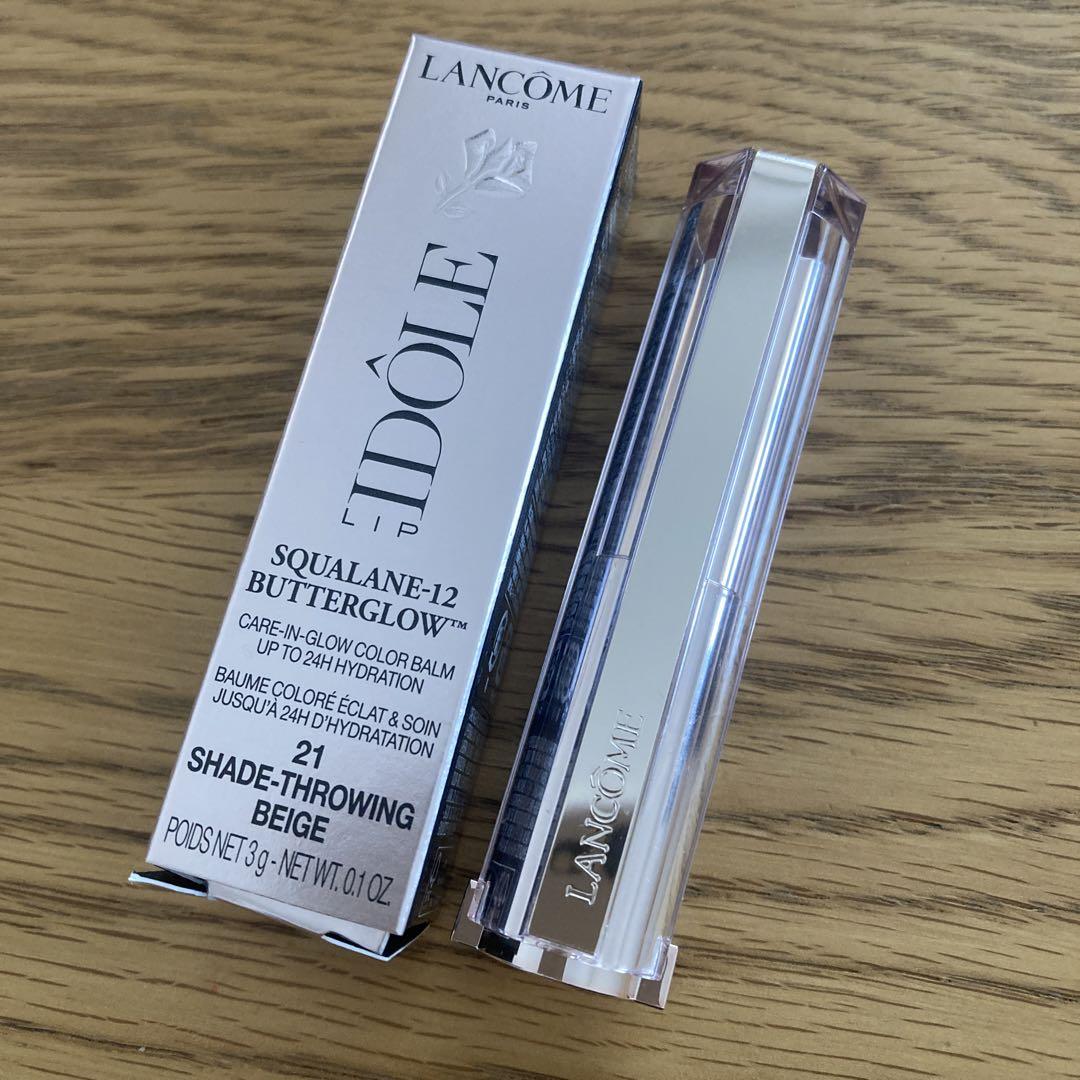 LANCÔME
PARIS
LIP
IDÔLE
SQUALANE-12
BUTTERGLOW™
CARE-IN-GLOW COLOR BALM
UP TO 24H HYDRATION
BAUME COLORÉ ÉCLAT & SOIN
JUSQU'À 24H D'HYDRATATION
21
SHADE-THROWING
BEIGE
POIDS NET 3 g - NET WT. 0.1 OZ.
LANCÔME